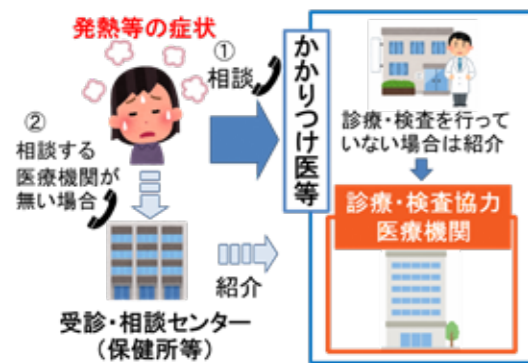 発熱等の症状
①
相談
②
相談する
医療機関が
無い場合
かかりつけ医等
診療・検査を行って
いない場合は紹介
診療・検査協力
医療機関
紹介
受診・相談センター
(保健所等)